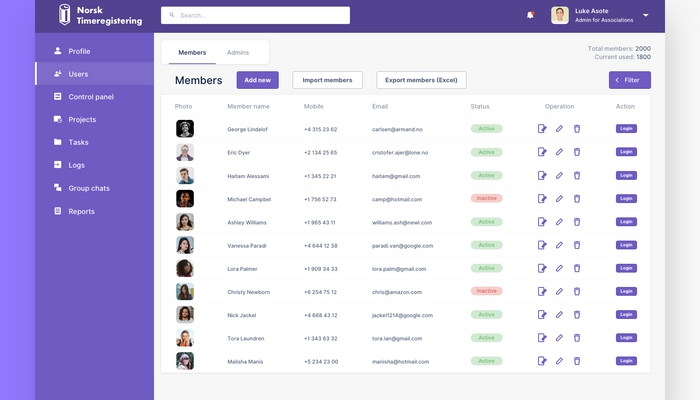 Norsk
Timeregistering
Search...
Luke Asote
Admin for Associations
Profile
Users
Control panel
Projects
Tasks
Logs
Group chats
Reports
Members Admins
Total members: 2000
Current used: 1800
Members Add new Import members Export members (Excel) Filter
Photo Member name Mobile Email Status Operation Action
George Lindelof +4 315 23 62 carlsen@armand.no Active Login
Eric Dyer +2 134 25 65 cristofer.ajer@lone.no Active Login
Haitam Alessami +1 345 22 21 haitam@gmail.com Active Login
Michael Campbel +1 756 52 73 camp@hotmail.com Inactive Login
Ashley Williams +1 965 43 11 williams.ash@newl.com Active Login
Vanessa Paradi +4 644 12 38 paradi.van@google.com Active Login
Lora Palmer +1 909 34 33 lora.palm@gmail.com Active Login
Christy Newborn +6 254 75 12 chris@amazon.com Inactive Login
Nick Jackel +4 668 43 12 jackel1214@google.com Active Login
Tora Laundren +1 343 63 32 tora.lan@gmail.com Active Login
Malisha Manis +5 234 23 00 manisha@hotmail.com Active Login